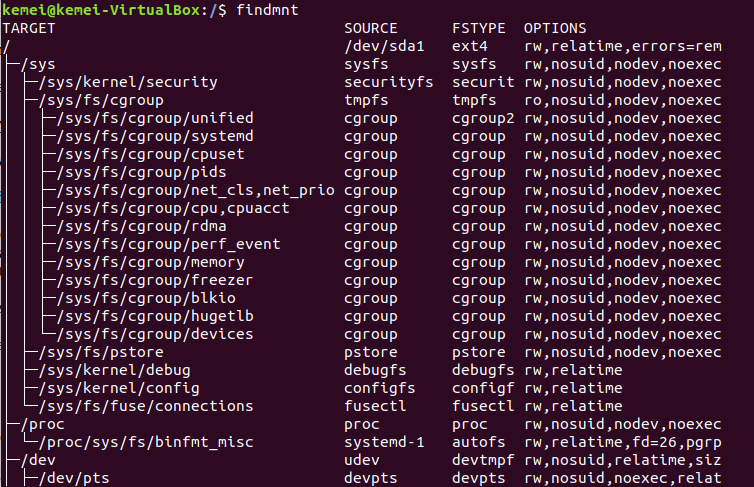 kemei@kemei-VirtualBox:/$ findmnt
TARGET SOURCE FSTYPE OPTIONS
/ /dev/sda1 ext4 rw,relatime,errors=rem
├─/sys sysfs sysfs rw,nosuid,nodev,noexec
│ ├─/sys/kernel/security securityfs securit rw,nosuid,nodev,noexec
│ ├─/sys/fs/cgroup tmpfs tmpfs ro,nosuid,nodev,noexec
│ │ ├─/sys/fs/cgroup/unified cgroup cgroup2 rw,nosuid,nodev,noexec
│ │ ├─/sys/fs/cgroup/systemd cgroup cgroup rw,nosuid,nodev,noexec
│ │ ├─/sys/fs/cgroup/cpuset cgroup cgroup rw,nosuid,nodev,noexec
│ │ ├─/sys/fs/cgroup/pids cgroup cgroup rw,nosuid,nodev,noexec
│ │ ├─/sys/fs/cgroup/net_cls,net_prio cgroup cgroup rw,nosuid,nodev,noexec
│ │ ├─/sys/fs/cgroup/cpu,cpuacct cgroup cgroup rw,nosuid,nodev,noexec
│ │ ├─/sys/fs/cgroup/rdma cgroup cgroup rw,nosuid,nodev,noexec
│ │ ├─/sys/fs/cgroup/perf_event cgroup cgroup rw,nosuid,nodev,noexec
│ │ ├─/sys/fs/cgroup/memory cgroup cgroup rw,nosuid,nodev,noexec
│ │ ├─/sys/fs/cgroup/freezer cgroup cgroup rw,nosuid,nodev,noexec
│ │ ├─/sys/fs/cgroup/blkio cgroup cgroup rw,nosuid,nodev,noexec
│ │ ├─/sys/fs/cgroup/hugetlb cgroup cgroup rw,nosuid,nodev,noexec
│ │ └─/sys/fs/cgroup/devices cgroup cgroup rw,nosuid,nodev,noexec
│ ├─/sys/fs/pstore pstore pstore rw,nosuid,nodev,noexec
│ ├─/sys/kernel/debug debugfs debugfs rw,relatime
│ ├─/sys/kernel/config configfs configf rw,relatime
│ └─/sys/fs/fuse/connections fusectl fusectl rw,relatime
├─/proc proc proc rw,nosuid,nodev,noexec
│ └─/proc/sys/fs/binfmt_misc systemd-1 autofs rw,relatime,fd=26,pgrp
├─/dev udev devtmpf rw,nosuid,relatime,siz
│ ├─/dev/pts devpts devpts rw,nosuid,noexec,relat